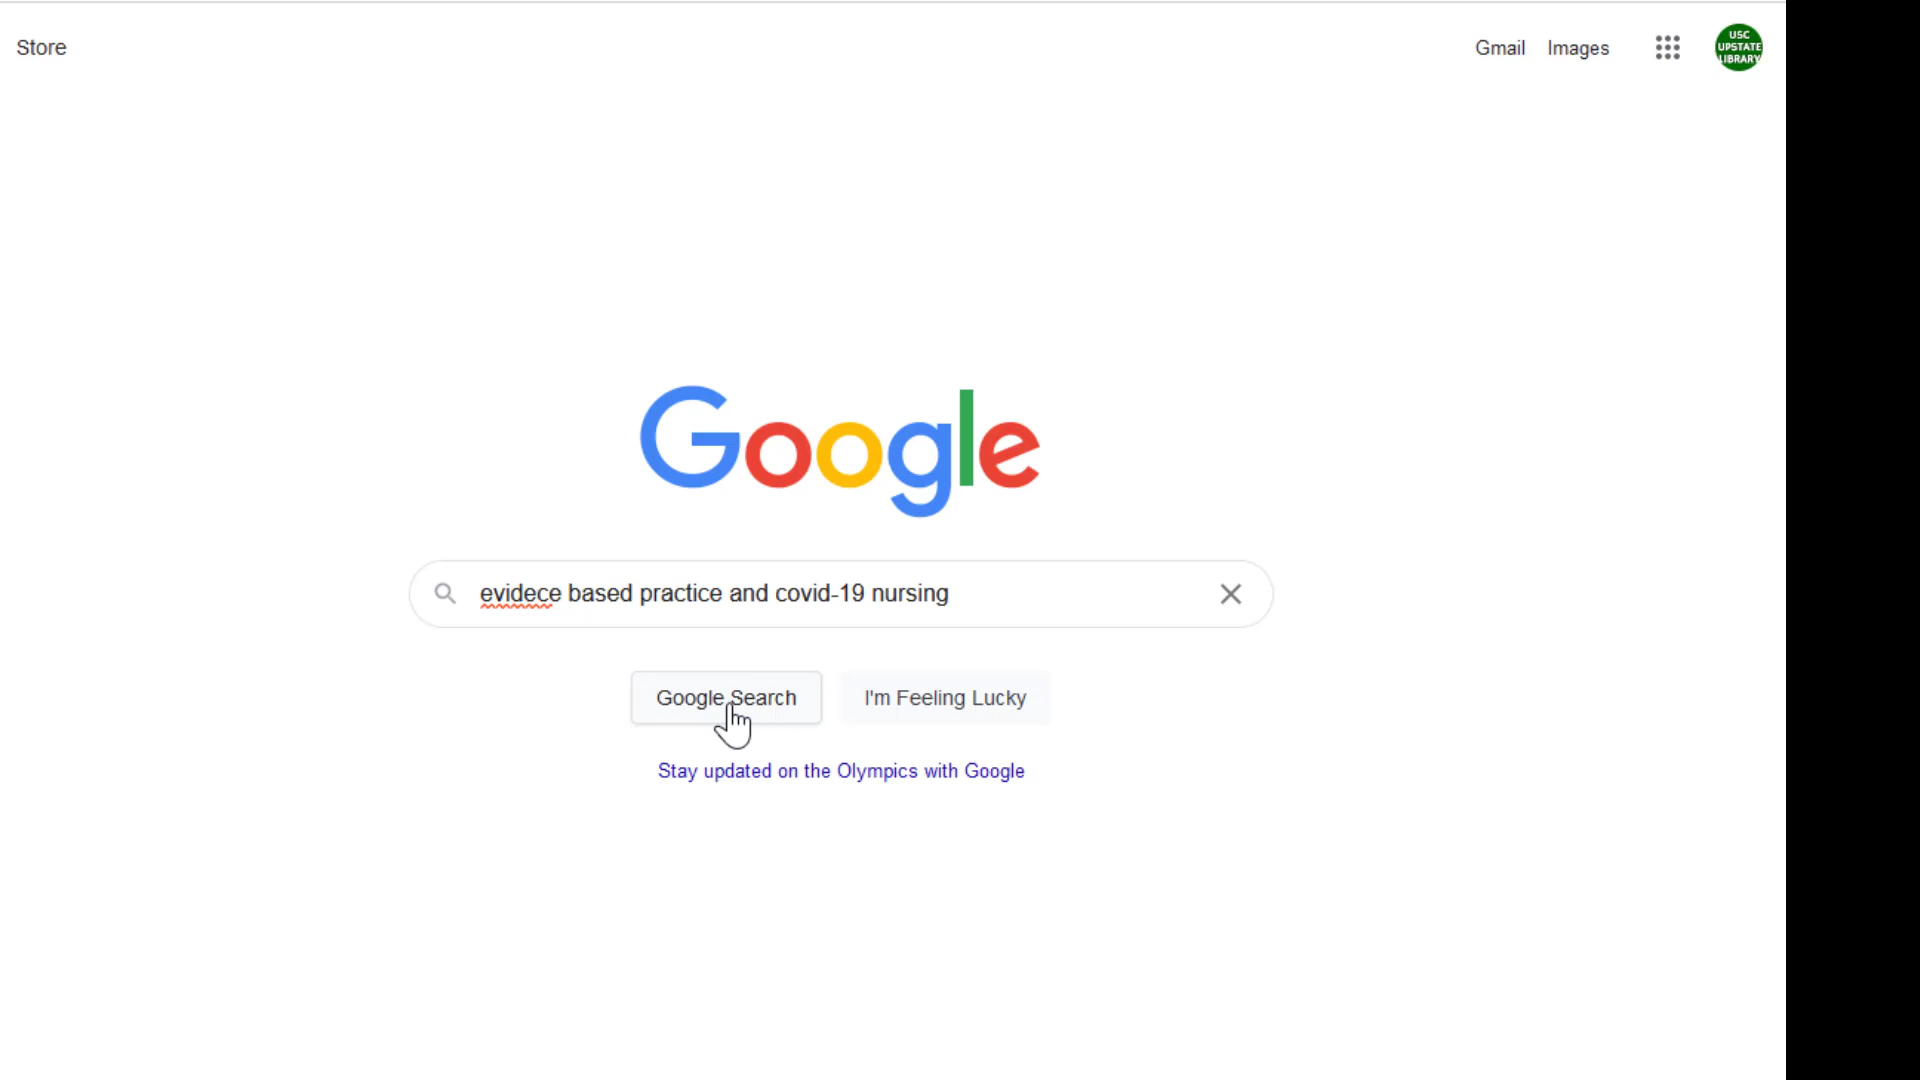 Store
Gmail Images
USC
UPSTATE
LIBRARY
Google
evidece based practice and covid-19 nursing
Google Search I'm Feeling Lucky
Stay updated on the Olympics with Google